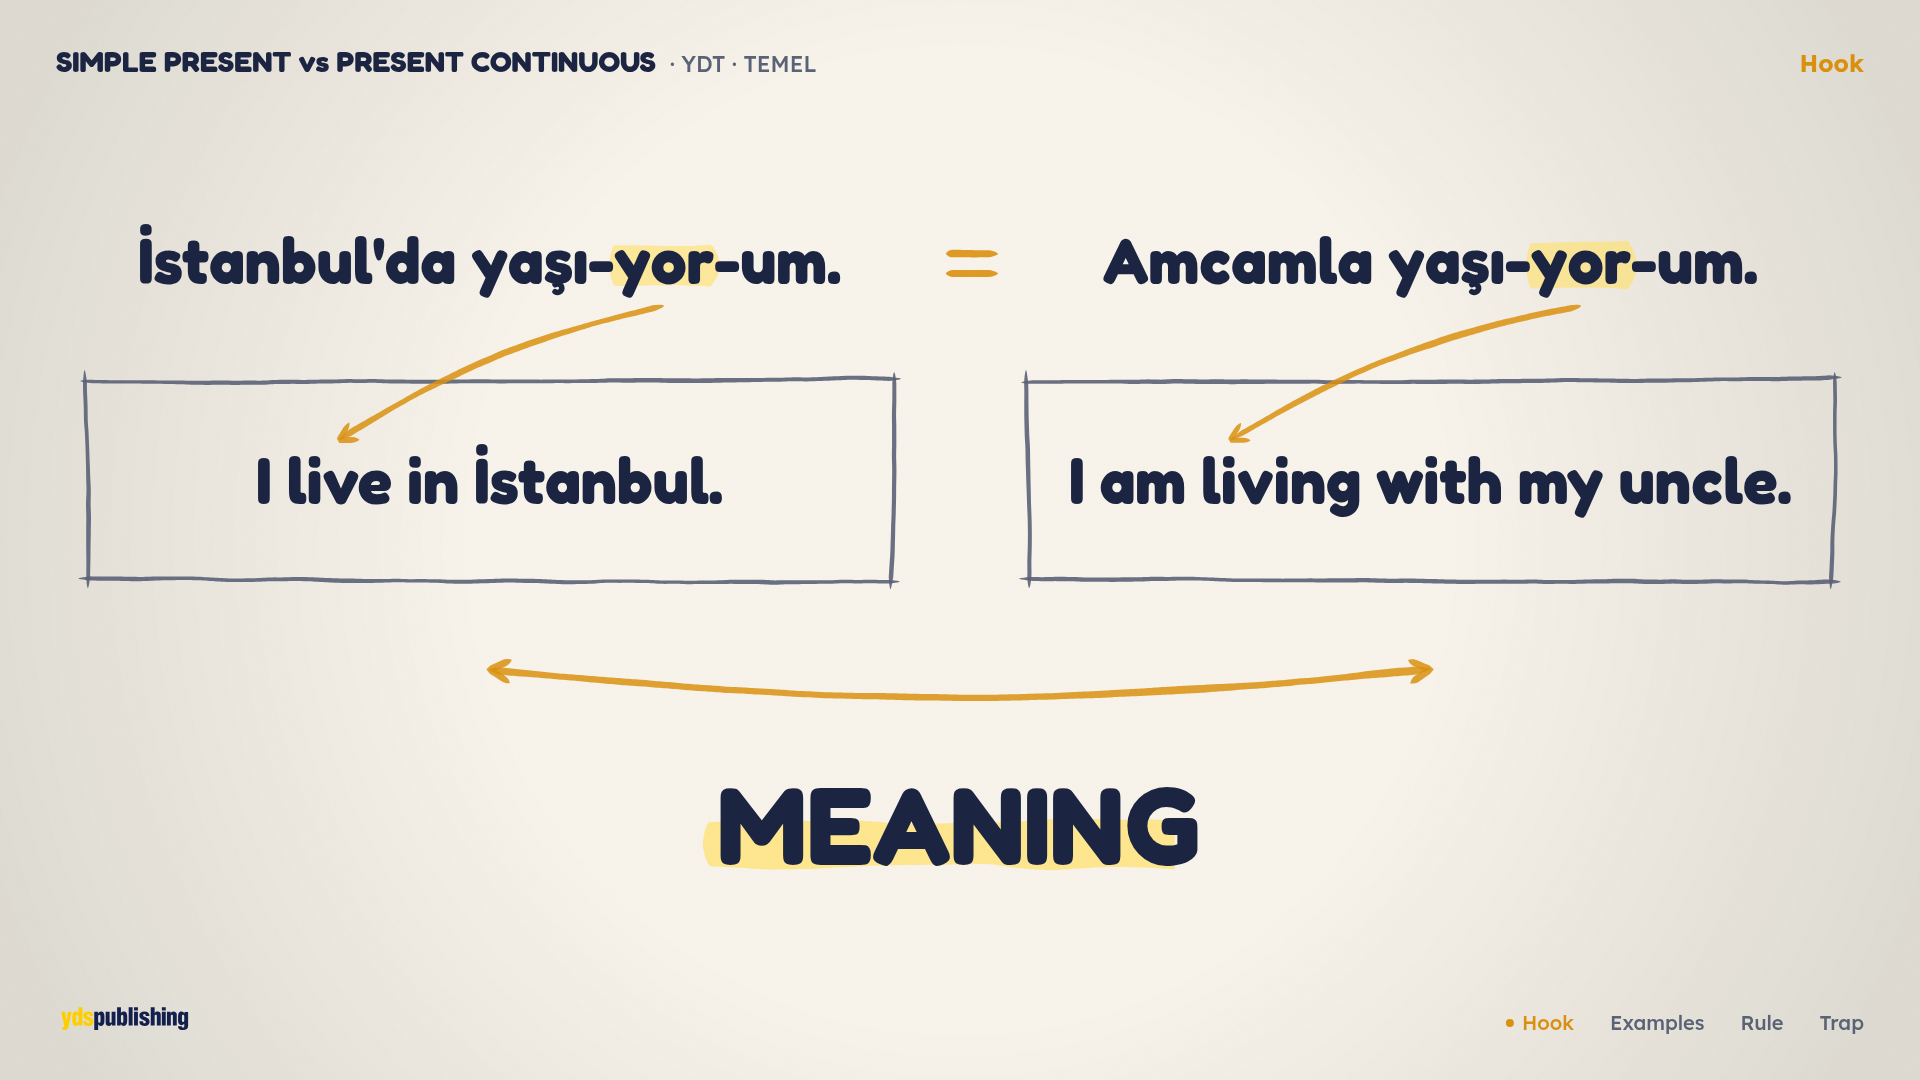 SIMPLE PRESENT vs PRESENT CONTINUOUS · YDT · TEMEL
Hook
İstanbul'da yaşı-yor-um. = Amcamla yaşı-yor-um.
I live in İstanbul.
I am living with my uncle.
MEANING
ydspublishing
• Hook Examples Rule Trap